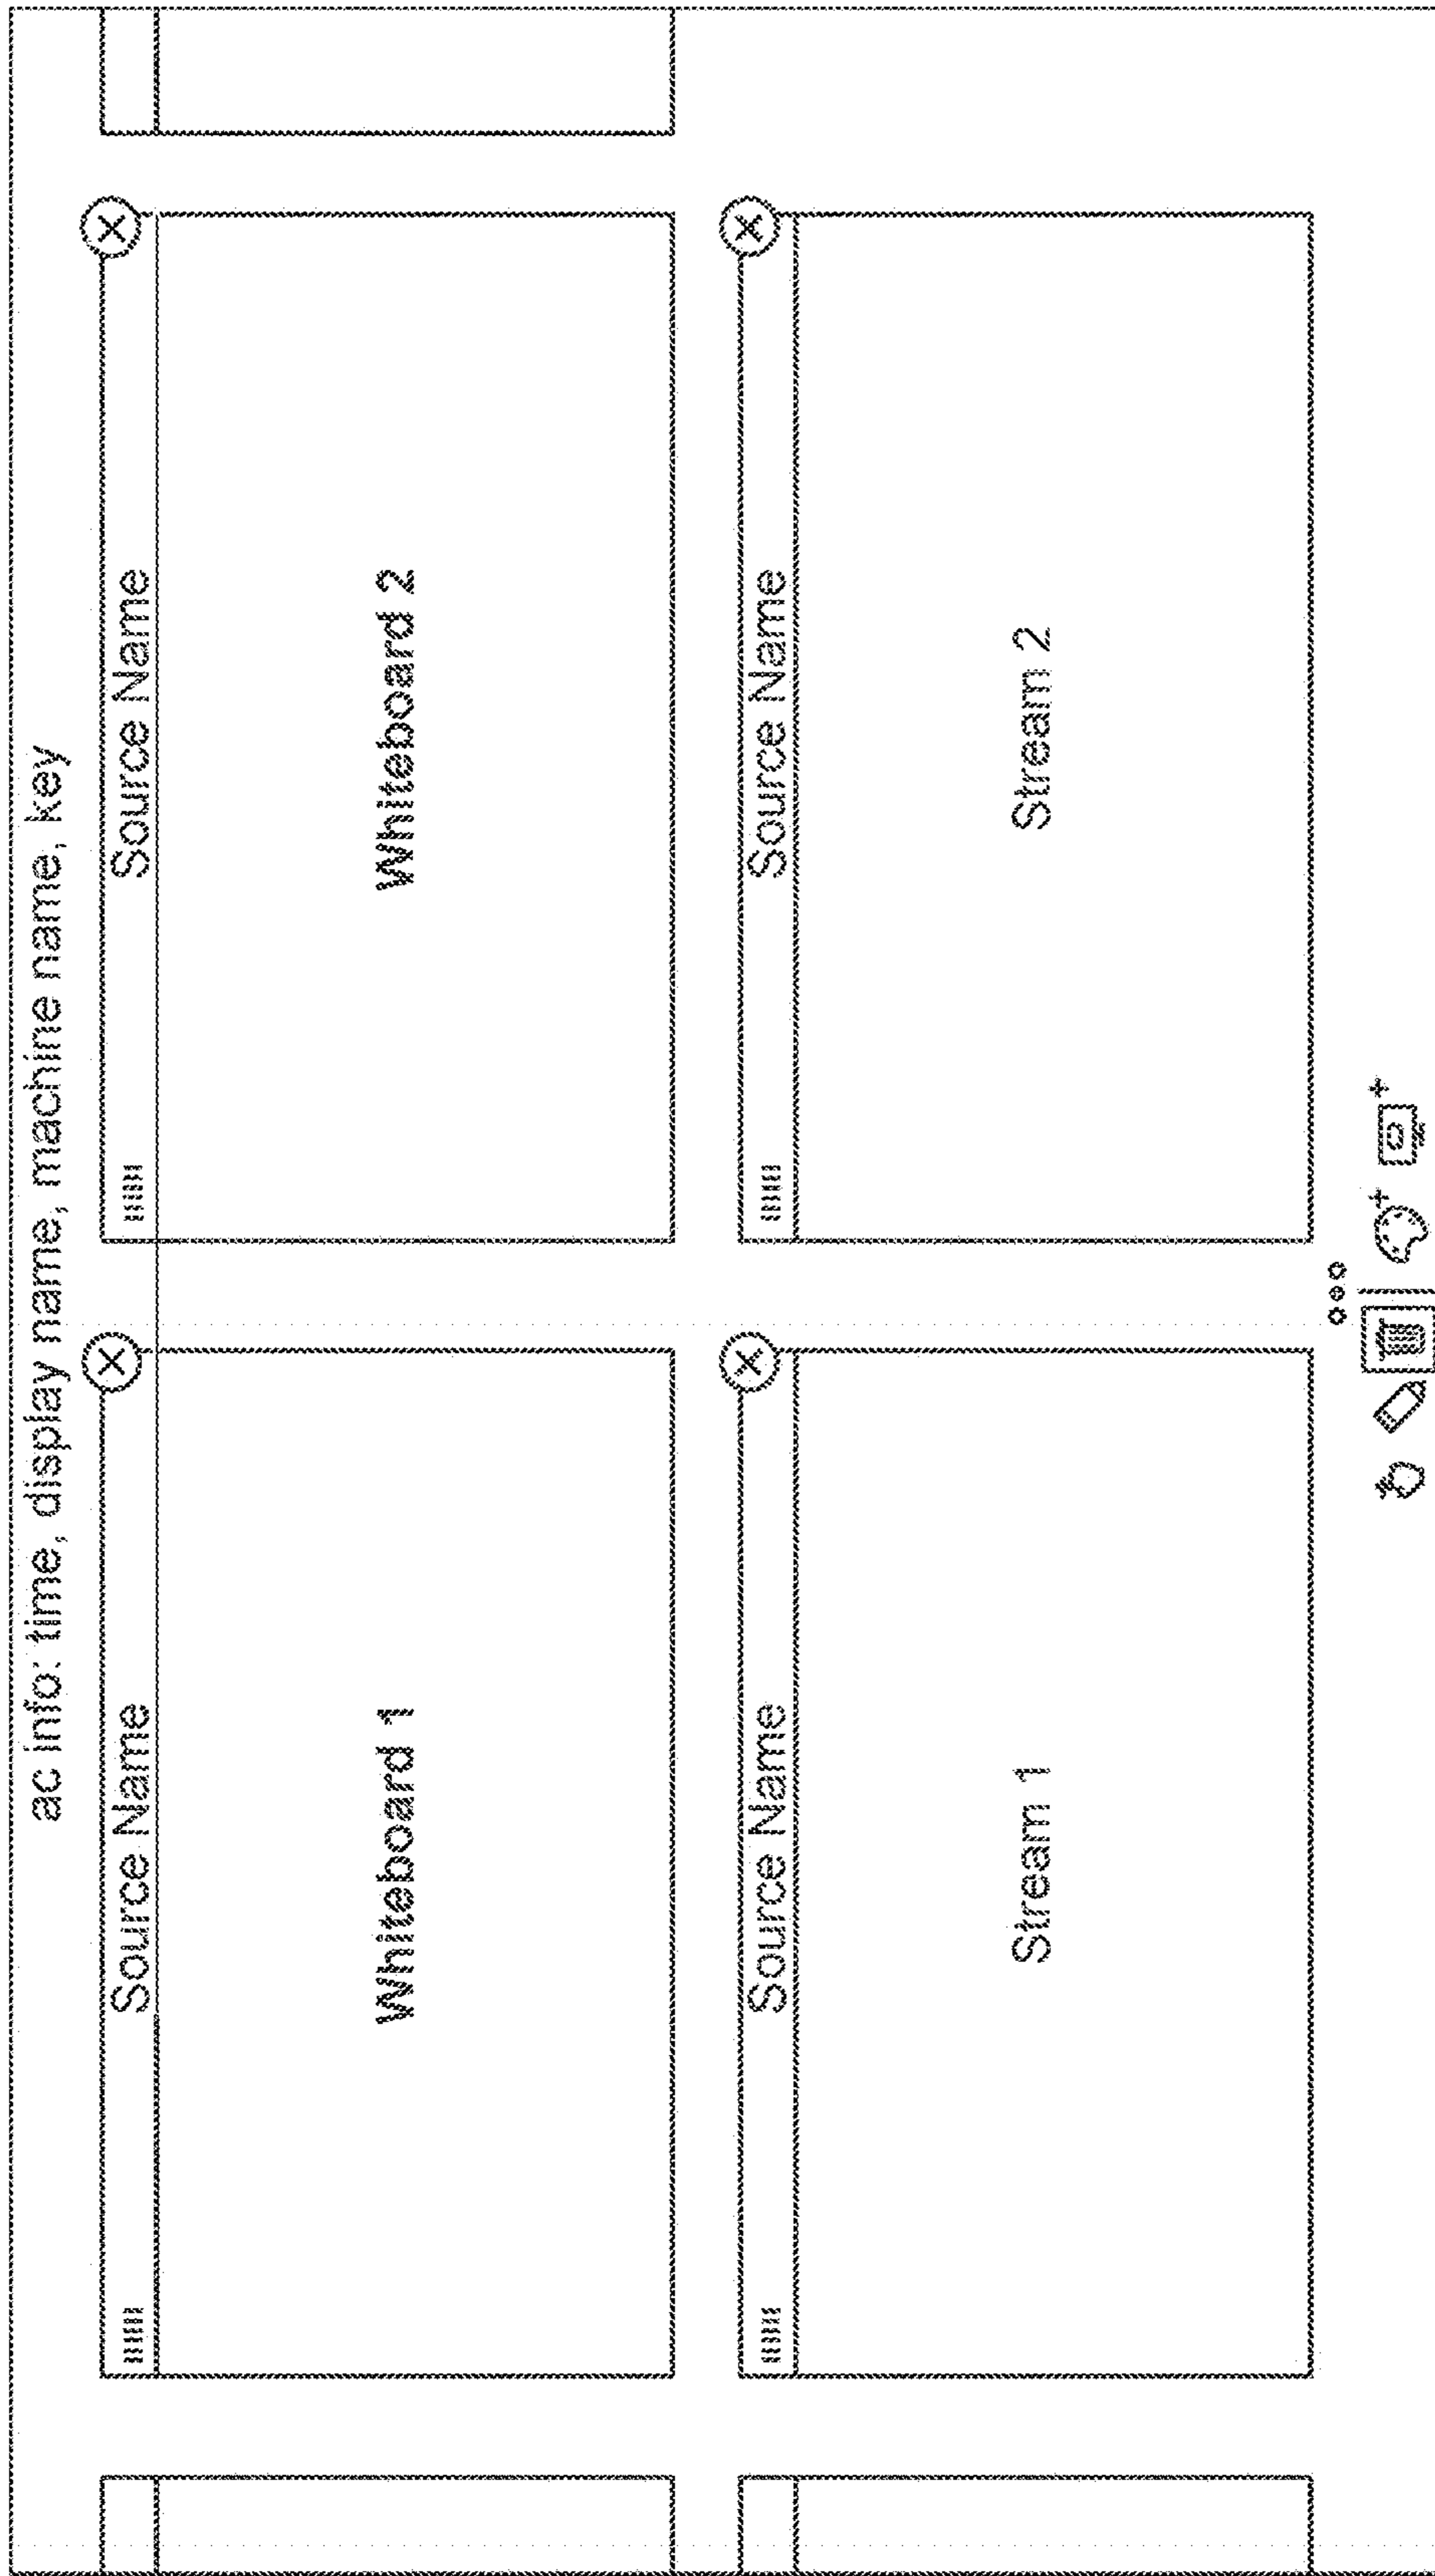 ac info: time, display name, machine name, key
Source Name
Source Name
Whiteboard 1
Whiteboard 2
Source Name
Source Name
Stream 1
Stream 2